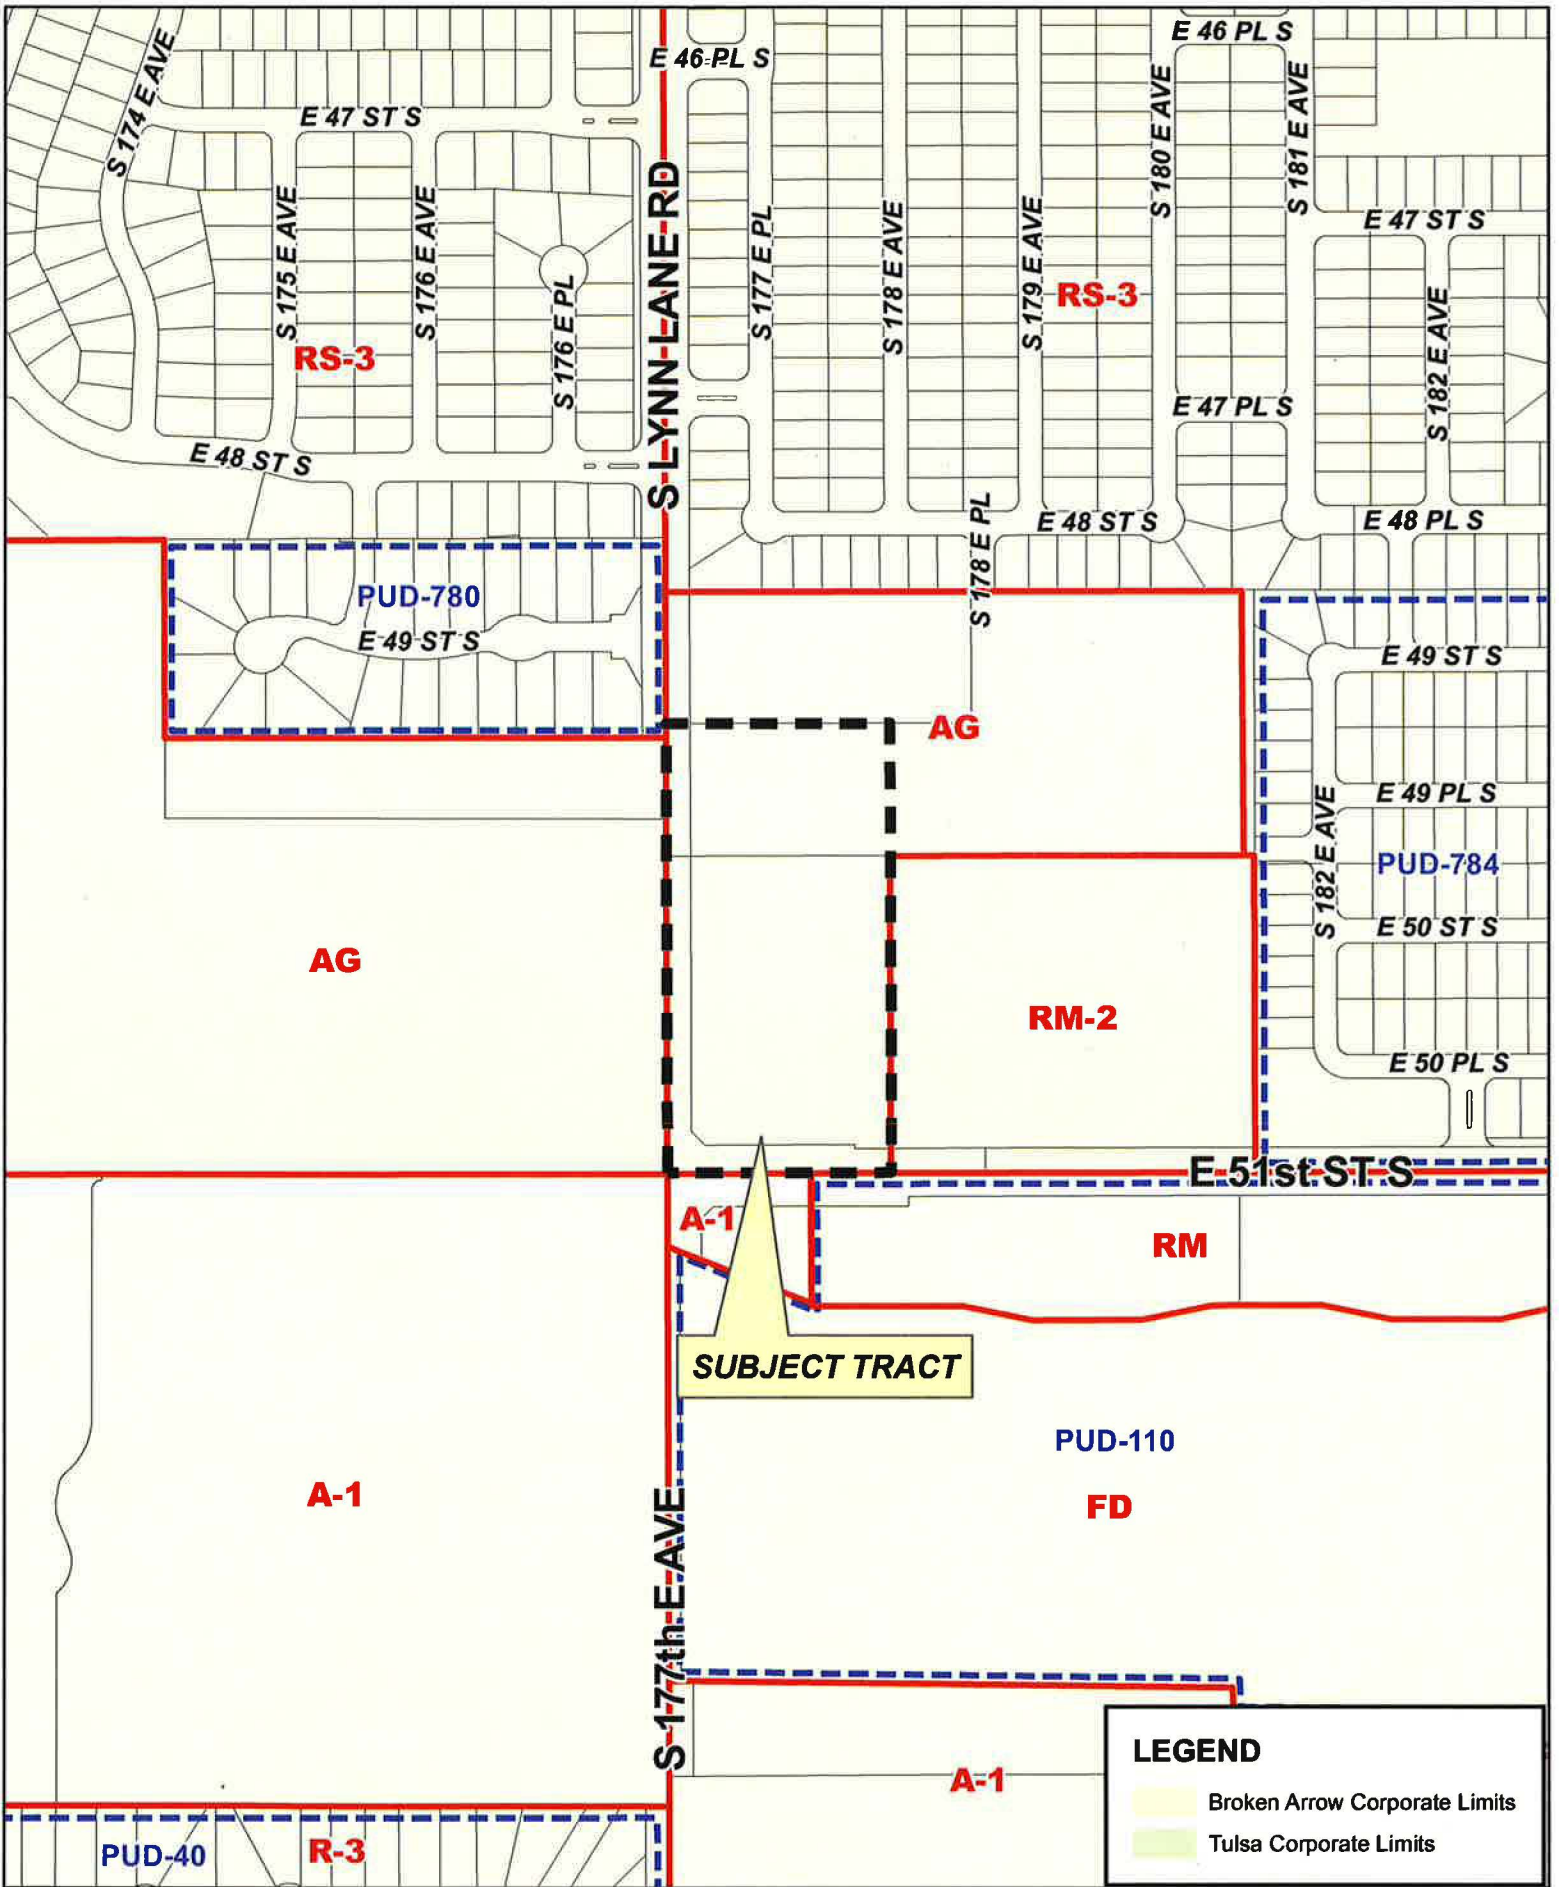 E 46 PL S
E 46 PL S
S 174 E AVE
E 47 ST S
S 180 E AVE
S 181 E AVE
S LYNN LANE RD
S 175 E AVE
S 176 E AVE
S 177 E PL
S 178 E AVE
S 179 E AVE
E 47 ST S
RS-3
S 176 E PL
RS-3
S 182 E AVE
E 47 PL S
E 48 ST S
S 178 E PL
E 48 ST S
E 48 PL S
PUD-780
E 49 ST S
E 49 ST S
AG
E 49 PL S
S 182 E AVE
PUD-784
E 50 ST S
AG
RM-2
E 50 PL S
E 51st ST S
A-1
RM
SUBJECT TRACT
PUD-110
A-1
FD
S 177th E AVE
A-1
LEGEND
Broken Arrow Corporate Limits
Tulsa Corporate Limits
PUD-40
R-3